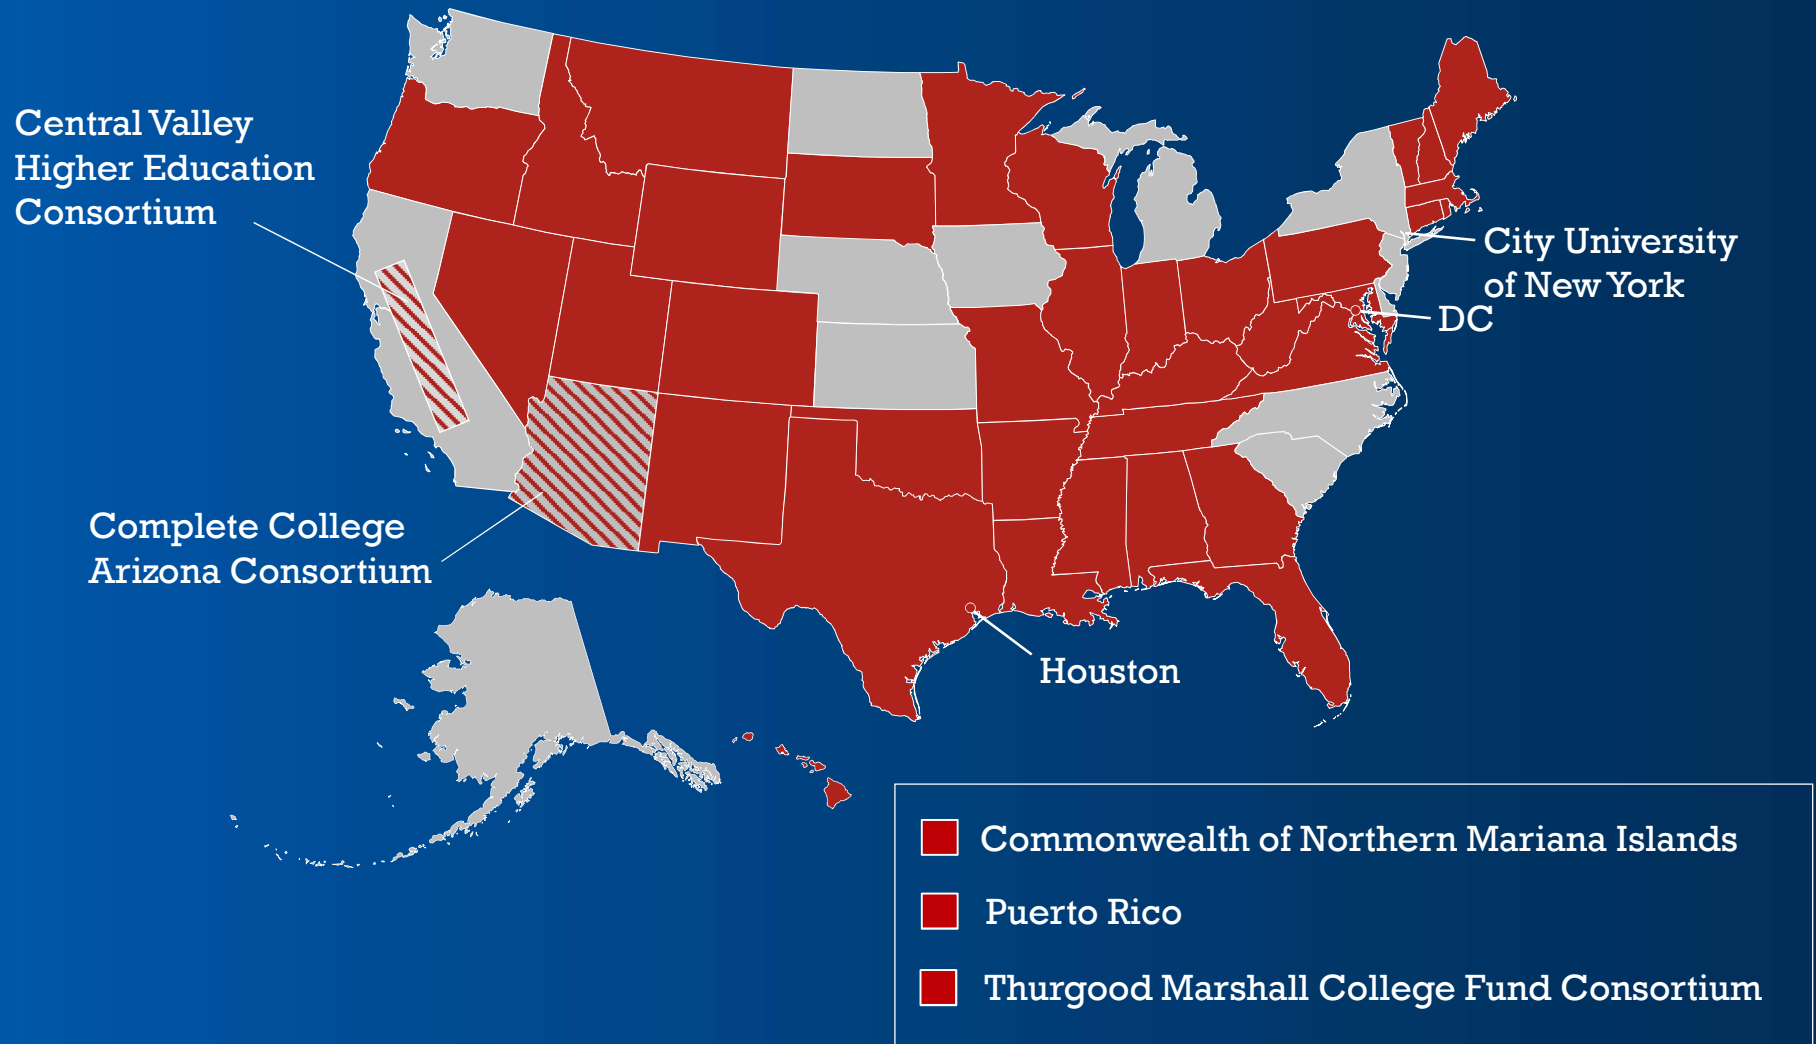 Central Valley
Higher Education
Consortium
City University
of New York
DC
Complete College
Arizona Consortium
Houston
Commonwealth of Northern Mariana Islands
Puerto Rico
Thurgood Marshall College Fund Consortium